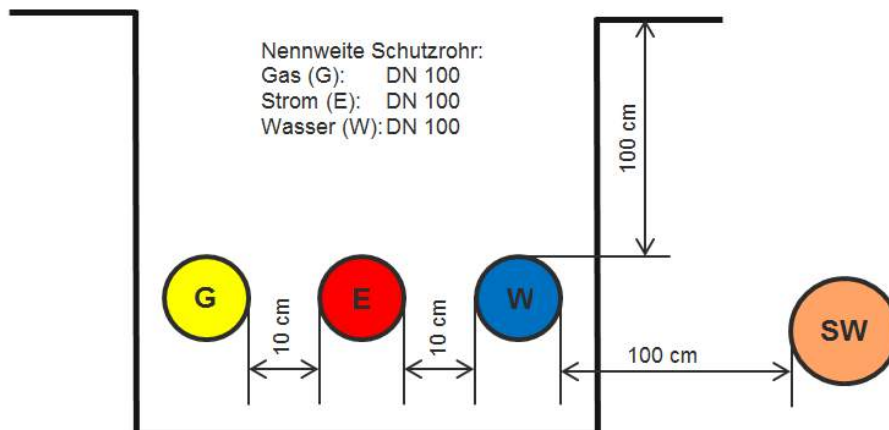 Nennweite Schutzrohr:
Gas (G): DN 100
Strom (E): DN 100
Wasser (W): DN 100
100 cm
G
E
W
SW
10 cm
10 cm
100 cm